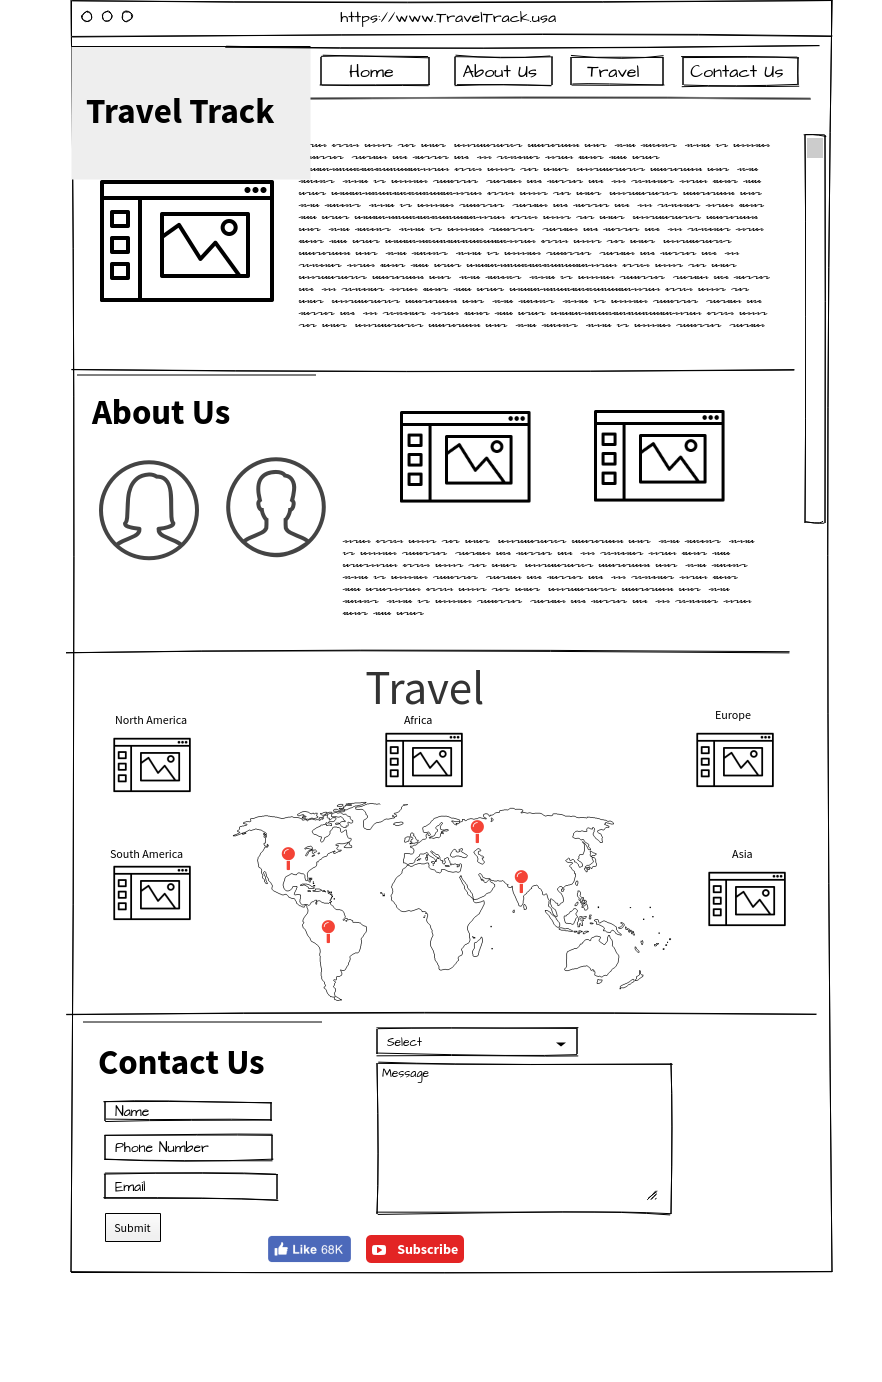 https://www.TravelTrack.usa
Home
About Us
Travel
Contact Us
Travel Track
About Us
Travel
North America
Africa
Europe
South America
Asia
Contact Us
Select
Message
Name
Phone Number
Email
Submit
Like 68K
Subscribe